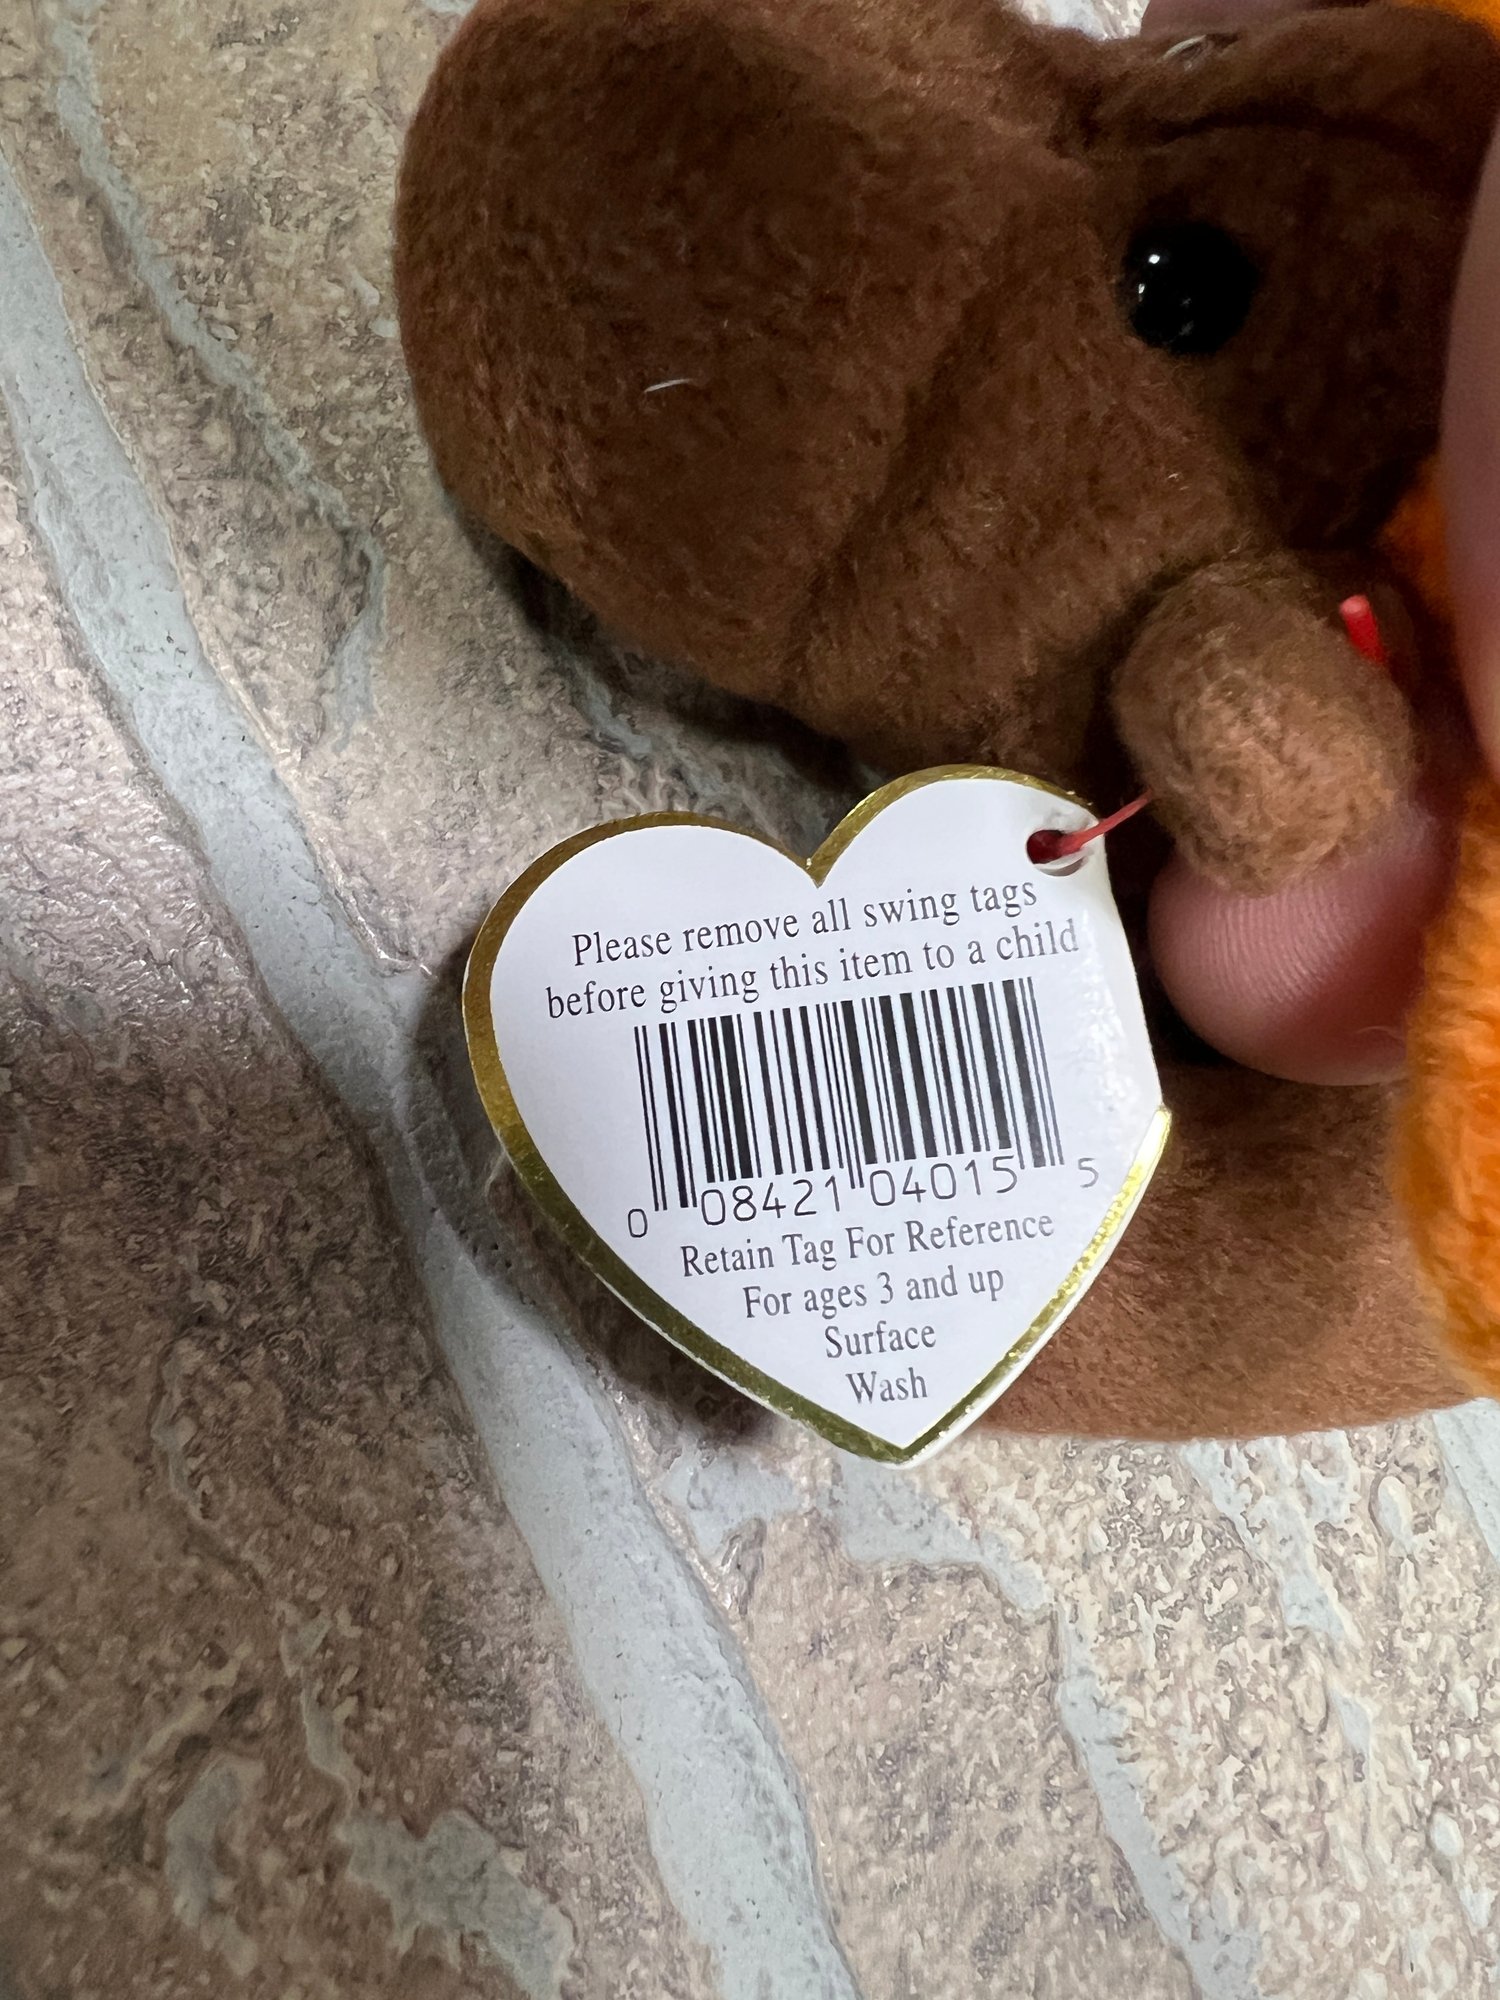 Please remove all swing tags
before giving this item to a child
0 08421 04015 5
Retain Tag For Reference
For ages 3 and up
Surface
Wash